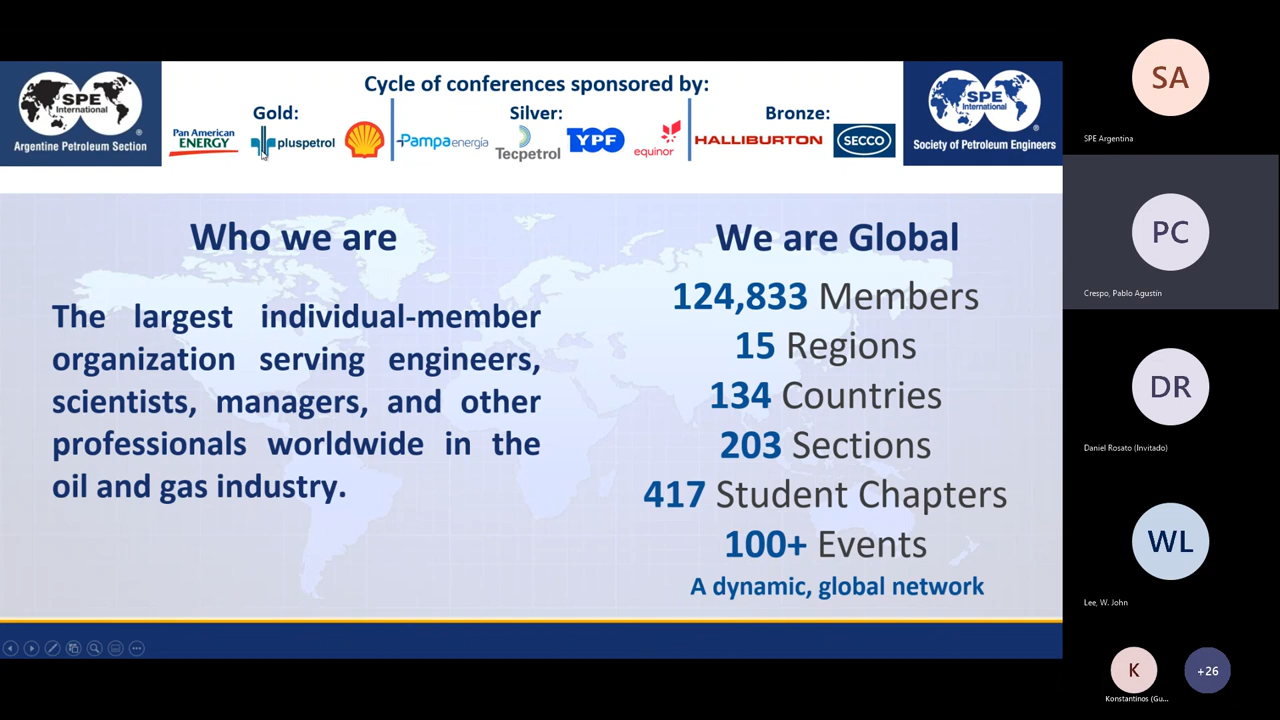 Cycle of conferences sponsored by:
SPE
International
®
Argentine Petroleum Section
Gold:
Pan American
ENERGY
pluspetrol
Silver:
Pampa energía
Tecpetrol
YPF
equinor
Bronze:
HALLIBURTON
SECCO
SPE
International
®
Society of Petroleum Engineers
Who we are
The largest individual-member
organization serving engineers,
scientists, managers, and other
professionals worldwide in the
oil and gas industry.
We are Global
124,833 Members
15 Regions
134 Countries
203 Sections
417 Student Chapters
100+ Events
A dynamic, global network
SA
SPE Argentina
PC
Crespo, Pablo Agustín
DR
Daniel Rosato (Invitado)
WL
Lee, W. John
K
Konstantinos (Gu...
+26